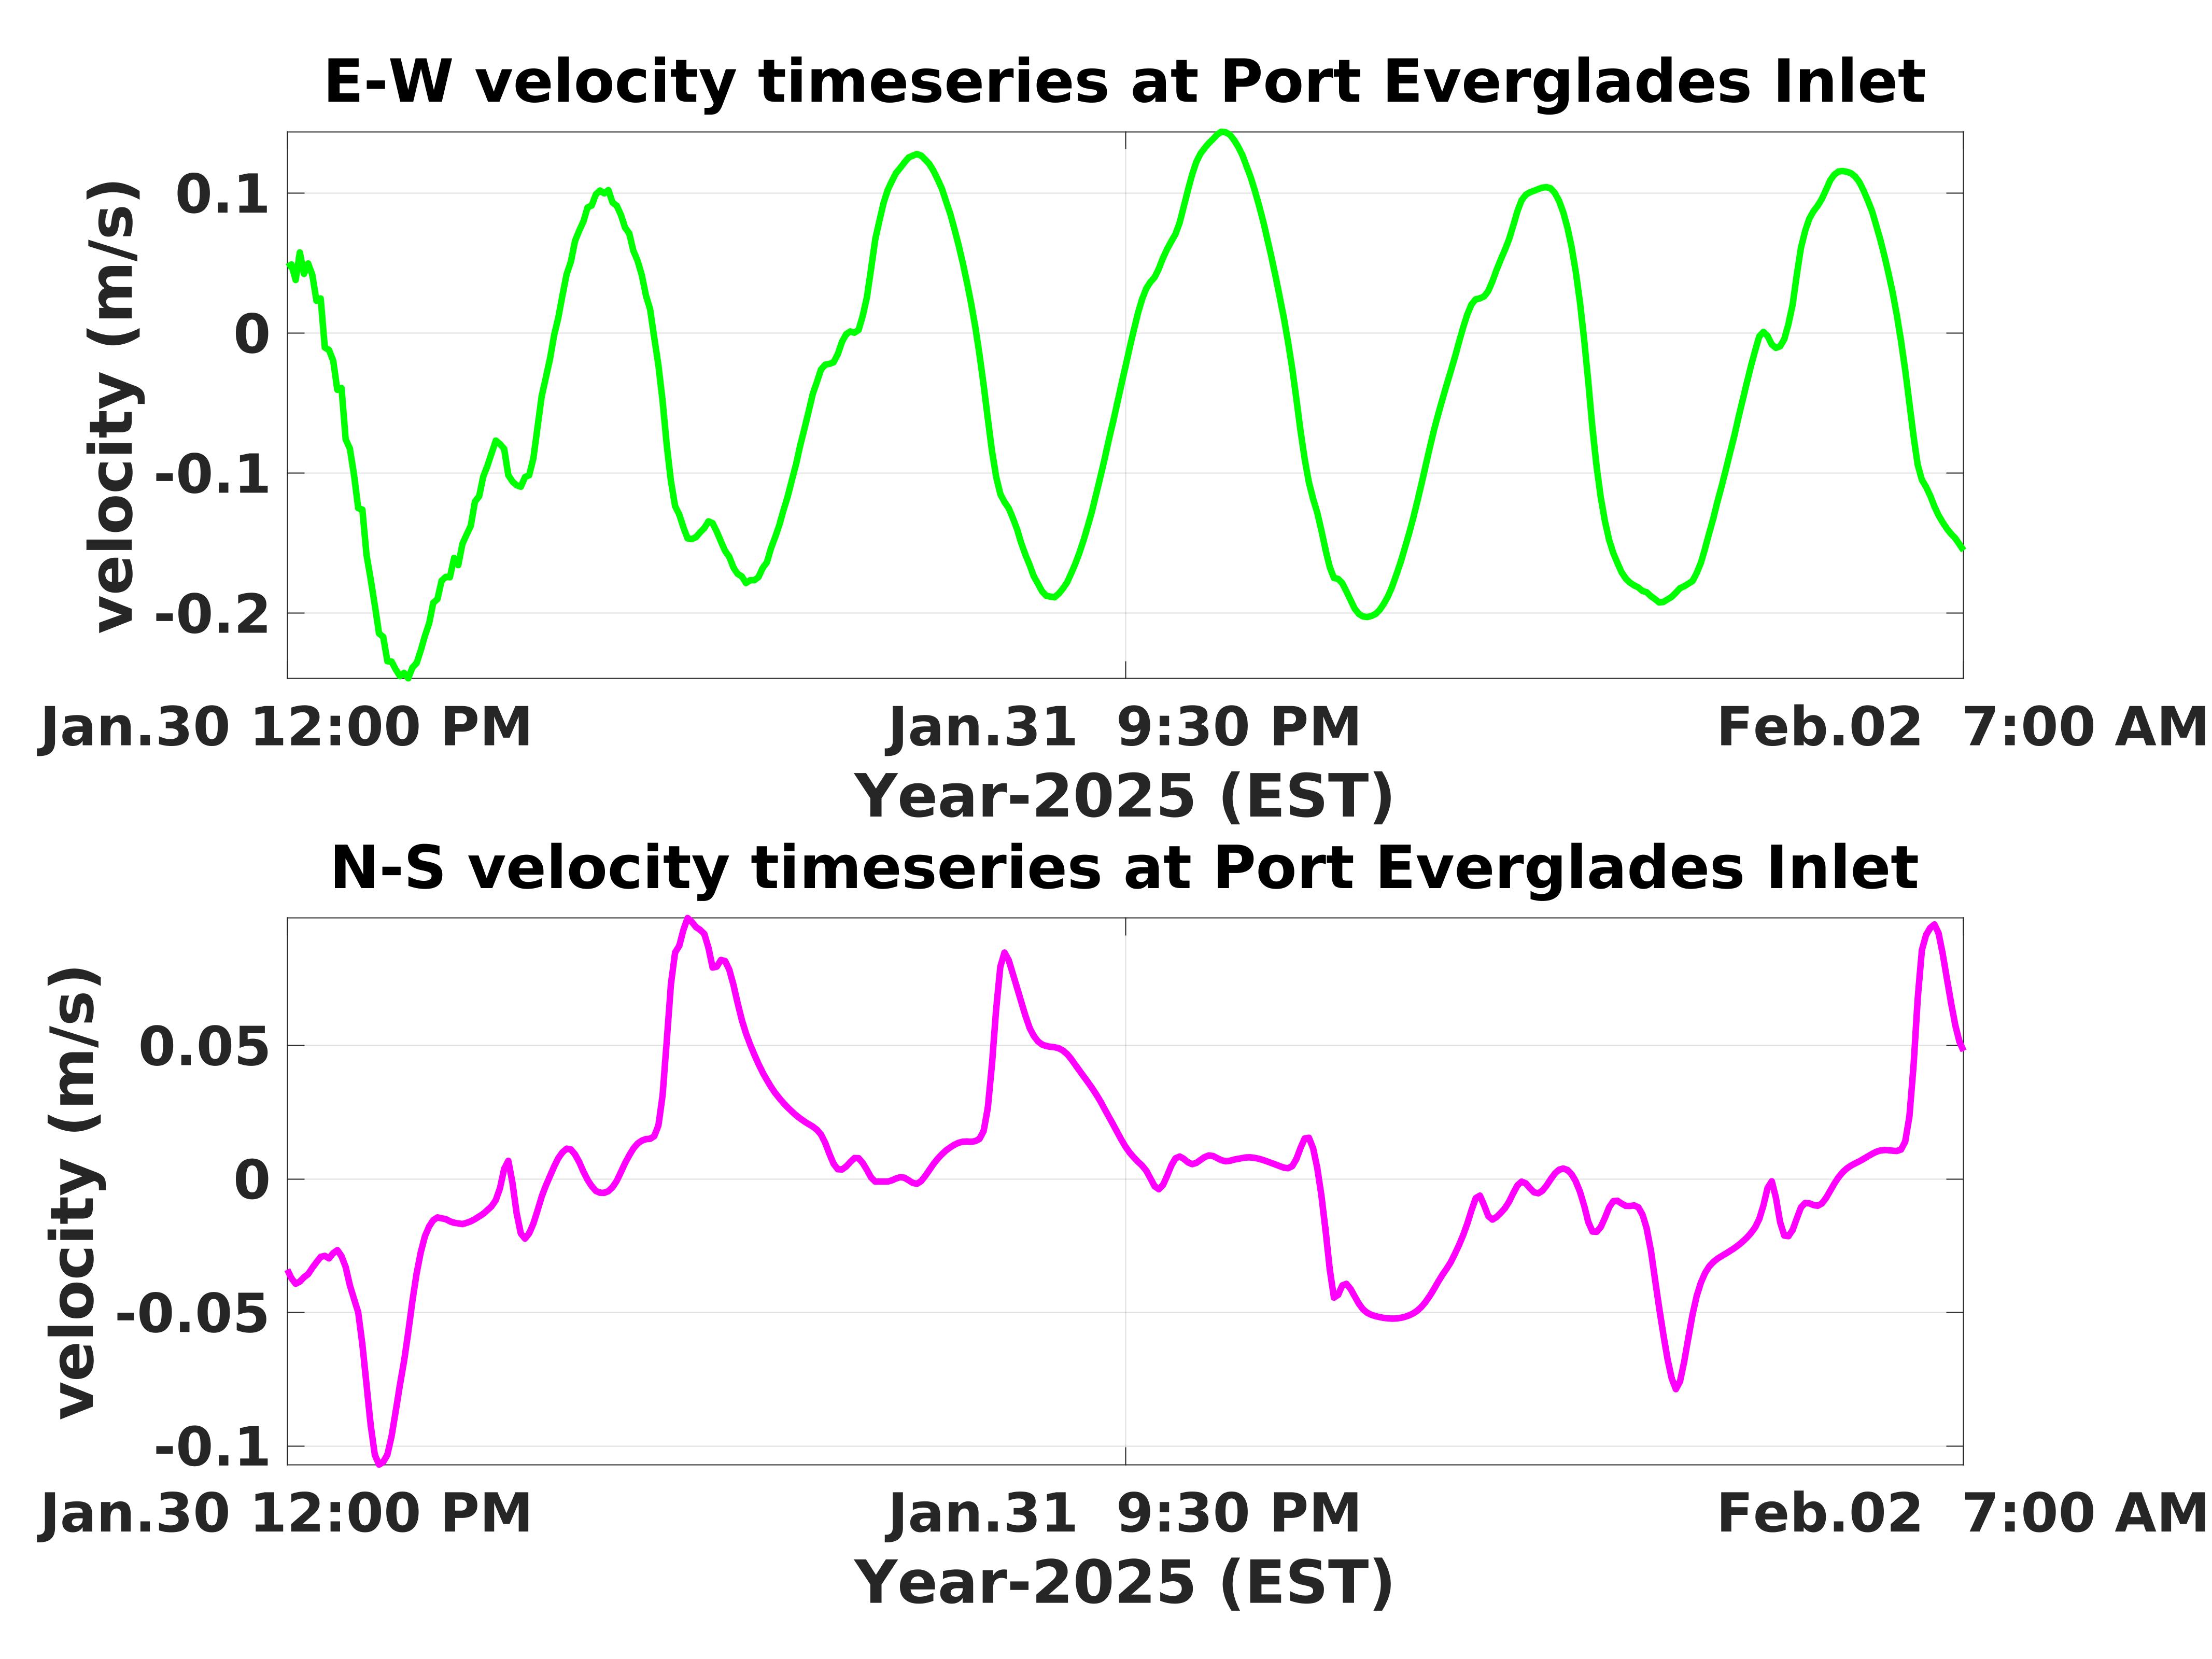 E-W velocity timeseries at Port Everglades Inlet
velocity (m/s)
0.1
0
-0.1
-0.2
Jan.30 12:00 PM
Jan.31 9:30 PM
Feb.02 7:00 AM
Year-2025 (EST)
N-S velocity timeseries at Port Everglades Inlet
velocity (m/s)
0.05
0
-0.05
-0.1
Jan.30 12:00 PM
Jan.31 9:30 PM
Feb.02 7:00 AM
Year-2025 (EST)